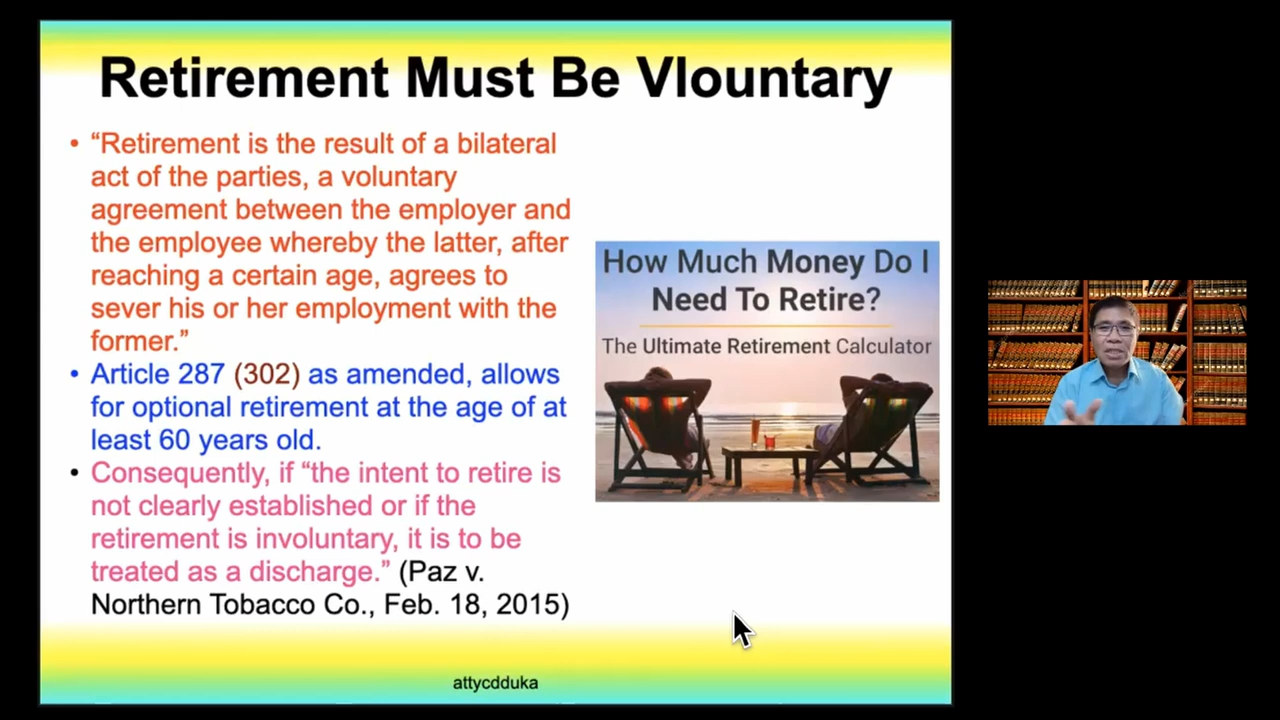 Retirement Must Be Vlountary
• “Retirement is the result of a bilateral
act of the parties, a voluntary
agreement between the employer and
the employee whereby the latter, after
reaching a certain age, agrees to
sever his or her employment with the
former.”
• Article 287 (302) as amended, allows
for optional retirement at the age of at
least 60 years old.
• Consequently, if “the intent to retire is
not clearly established or if the
retirement is involuntary, it is to be
treated as a discharge.” (Paz v.
Northern Tobacco Co., Feb. 18, 2015)
How Much Money Do I
Need To Retire?
The Ultimate Retirement Calculator
attycdduka